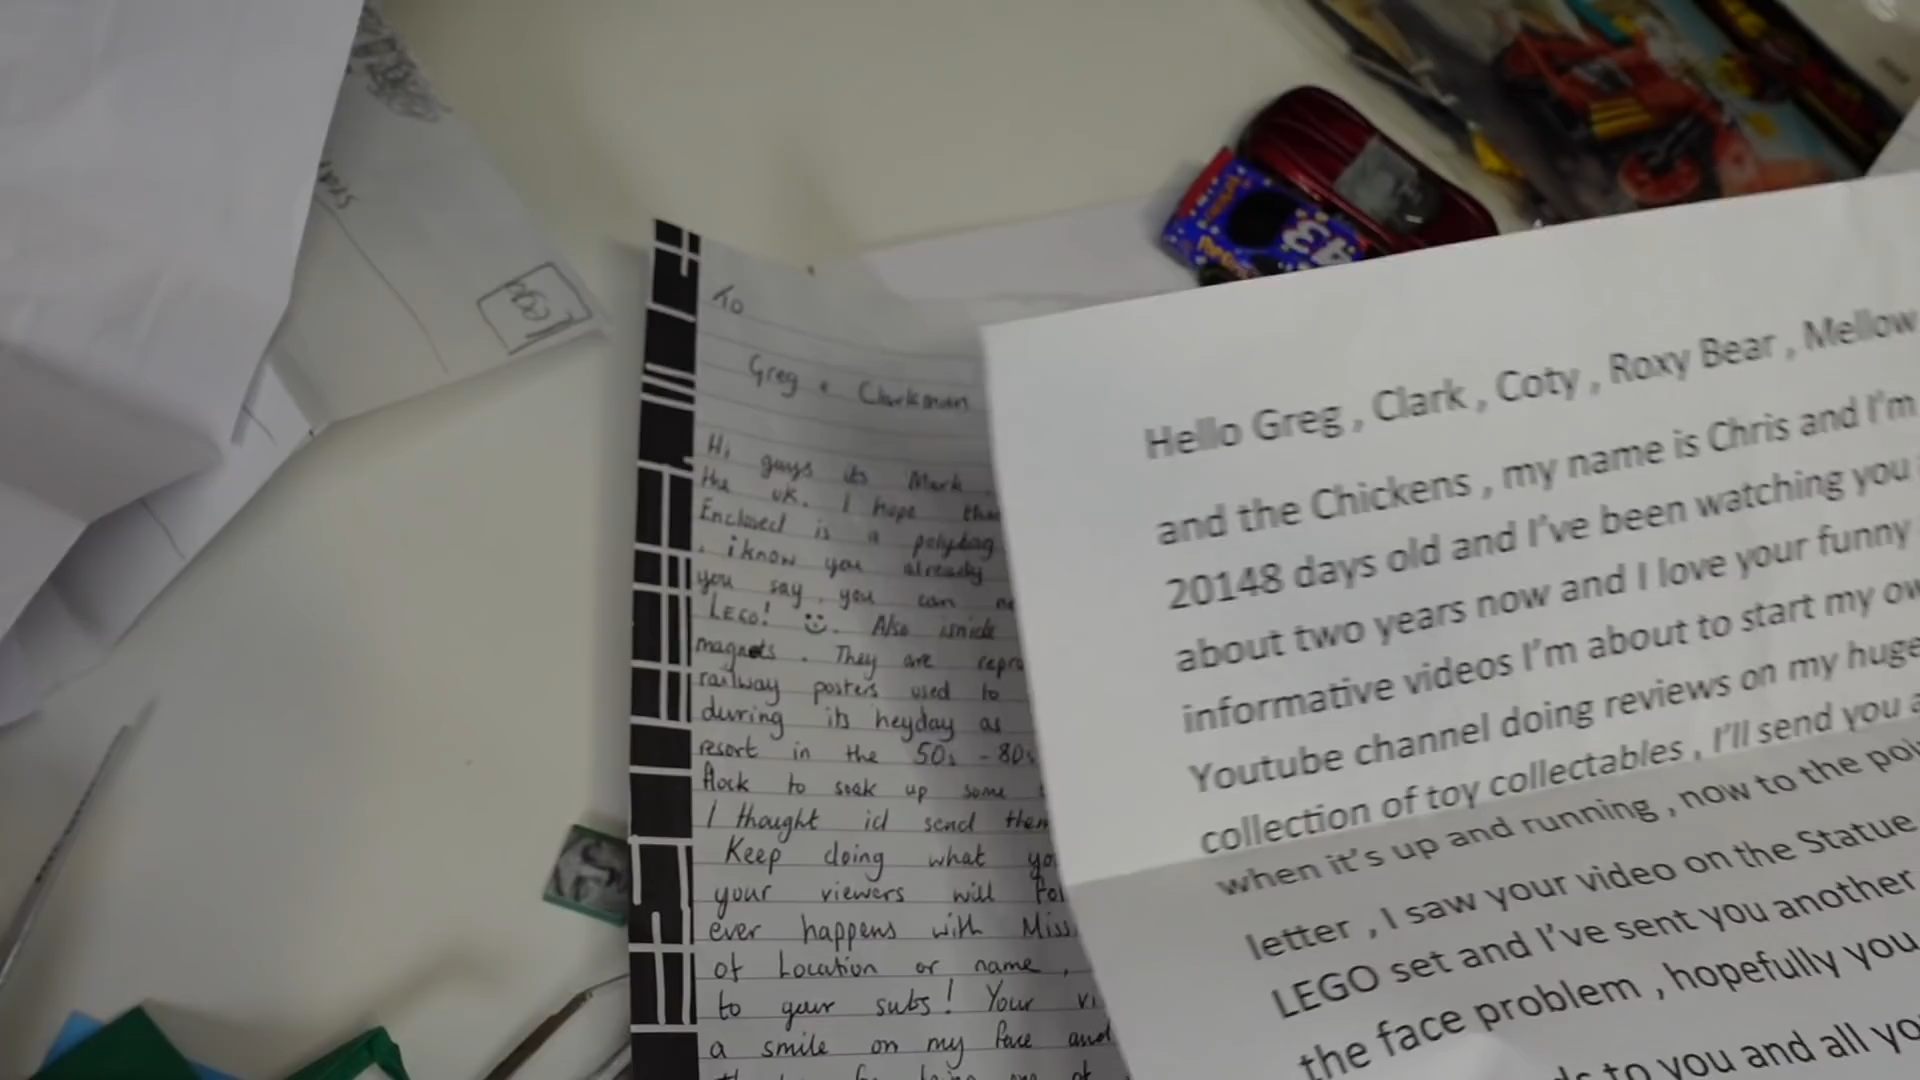 To
Greg & Clarkman
Hi guys its Mark
the UK. I hope
Enclosed is a polybag
, i know you already
you say, you can
LEGO! Also isnide
magnets. They are
railway posters used to
during its heyday as
resort in the 50s - 80s
flock to soak up some
I thought id send them
Keep doing what
your viewers will
ever happens with
of location or name,
to your subs! Your
a smile on my face and
Hello Greg , Clark , Coty , Roxy Bear , Mellow
and the Chickens , my name is Chris and I'm
20148 days old and I've been watching you
about two years now and I love your funny
informative videos I'm about to start my
Youtube channel doing reviews on my huge
collection of toy collectables , I'll send you a
when it's up and running , now to the
letter , I saw your video on the Statue
LEGO set and I've sent you another
the face problem , hopefully you
to you and all